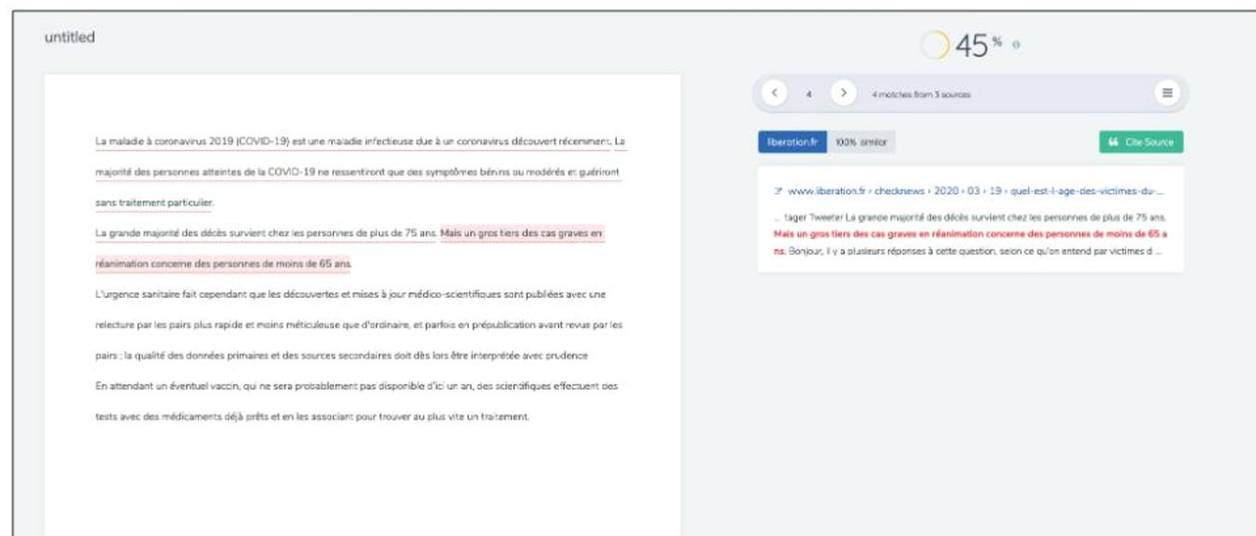 untitled
45 %
4
4 matches from 3 sources
liberation.fr
100% similar
Cite Source
La maladie à coronavirus 2019 (COVID-19) est une maladie infectieuse due à un coronavirus découvert récemment. La
majorité des personnes atteintes de la COVID-19 ne ressentiront que des symptômes bénins ou modérés et guériront
sans traitement particulier.
La grande majorité des décès survient chez les personnes de plus de 75 ans. Mais un gros tiers des cas graves en
réanimation concerne des personnes de moins de 65 ans.
L'urgence sanitaire fait cependant que les découvertes et mises à jour médico-scientifiques sont publiées avec une
relecture par les pairs plus rapide et moins méticuleuse que d'ordinaire, et parfois en prépublication avant revue par les
pairs ; la qualité des données primaires et des sources secondaires doit dès lors être interprétée avec prudence
En attendant un éventuel vaccin, qui ne sera probablement pas disponible d'ici un an, des scientifiques effectuent des
tests avec des médicaments déjà prêts et en les associant pour trouver au plus vite un traitement.
www.liberation.fr › checknews › 2020 › 03 › 19 › quel-est-l-age-des-victimes-du-...
... tager Tweeter La grande majorité des décès survient chez les personnes de plus de 75 ans.
Mais un gros tiers des cas graves en réanimation concerne des personnes de moins de 65 a
ns. Bonjour, Il y a plusieurs réponses à cette question, selon ce qu'on entend par victimes d ...